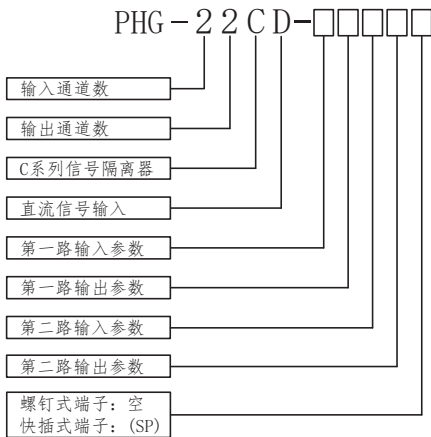 PHG-22CD-□□□□□
输入通道数
输出通道数
C系列信号隔离器
直流信号输入
第一路输入参数
第一路输出参数
第二路输入参数
第二路输出参数
螺钉式端子: 空
快插式端子: (SP)